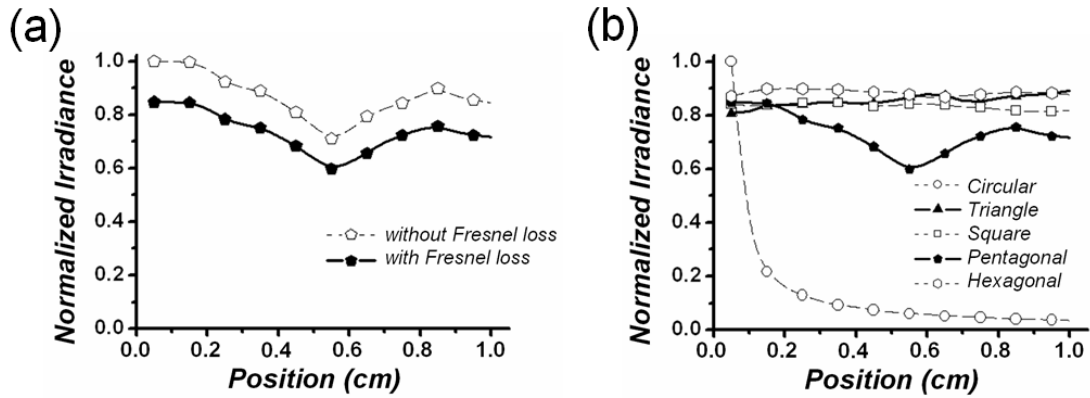 (a)
Normalized Irradiance
1.0
0.8
0.6
0.4
0.2
0.0
without Fresnel loss
with Fresnel loss
0.0 0.2 0.4 0.6 0.8 1.0
Position (cm)
(b)
Normalized Irradiance
1.0
0.8
0.6
0.4
0.2
0.0
Circular
Triangle
Square
Pentagonal
Hexagonal
0.0 0.2 0.4 0.6 0.8 1.0
Position (cm)